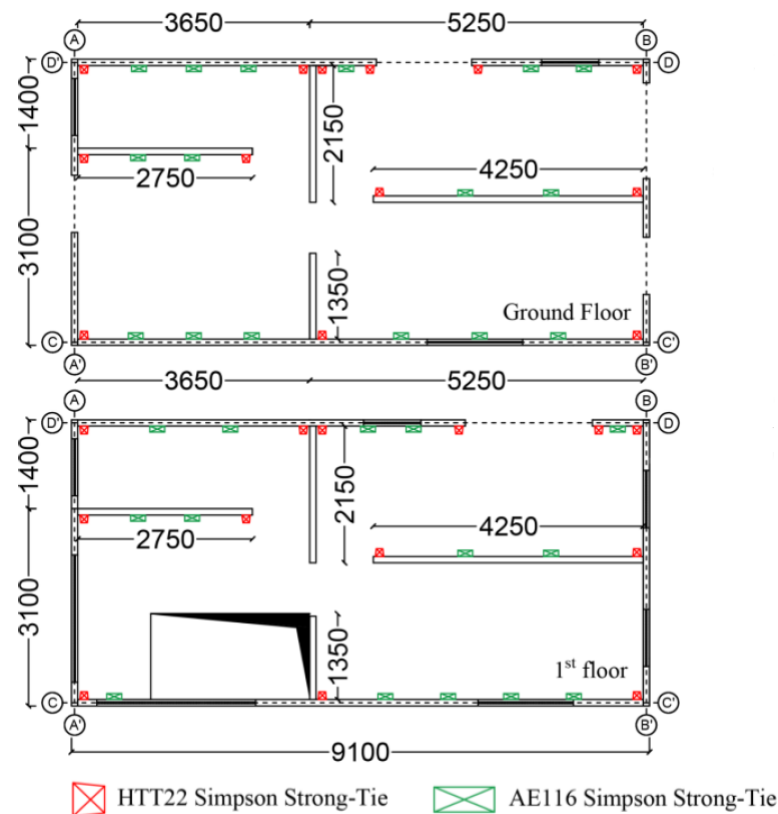 3650 5250
A B
D' D
1400
2150
2750 4250
3100
1350
Ground Floor
C C'
A' B'
3650 5250
A B
D' D
1400
2150
2750 4250
3100
1350
1st floor
C C'
A' B'
9100
HTT22 Simpson Strong-Tie AE116 Simpson Strong-Tie